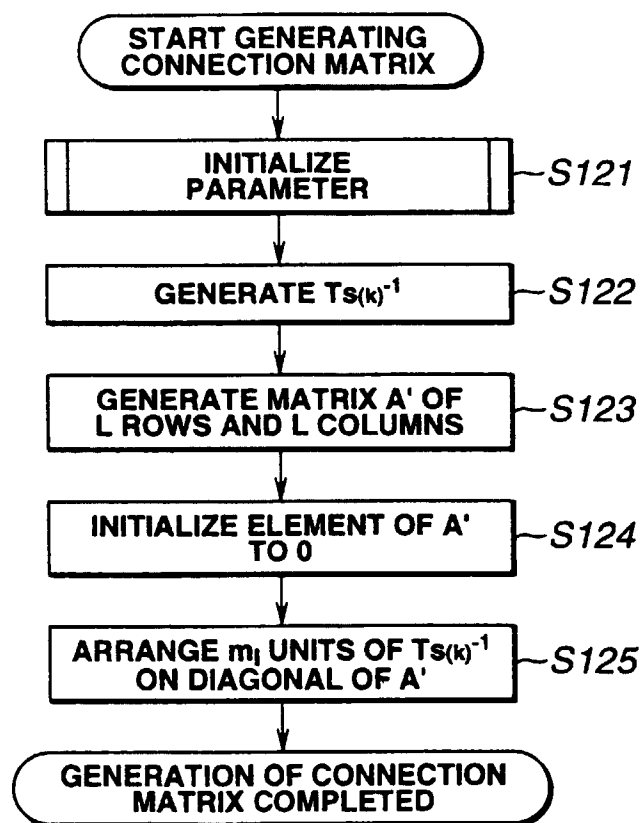 START GENERATING
CONNECTION MATRIX
INITIALIZE
PARAMETER
S121
GENERATE Ts(k)⁻¹
S122
GENERATE MATRIX A' OF
L ROWS AND L COLUMNS
S123
INITIALIZE ELEMENT OF A'
TO 0
S124
ARRANGE mₗ UNITS OF Ts(k)⁻¹
ON DIAGONAL OF A'
S125
GENERATION OF CONNECTION
MATRIX COMPLETED